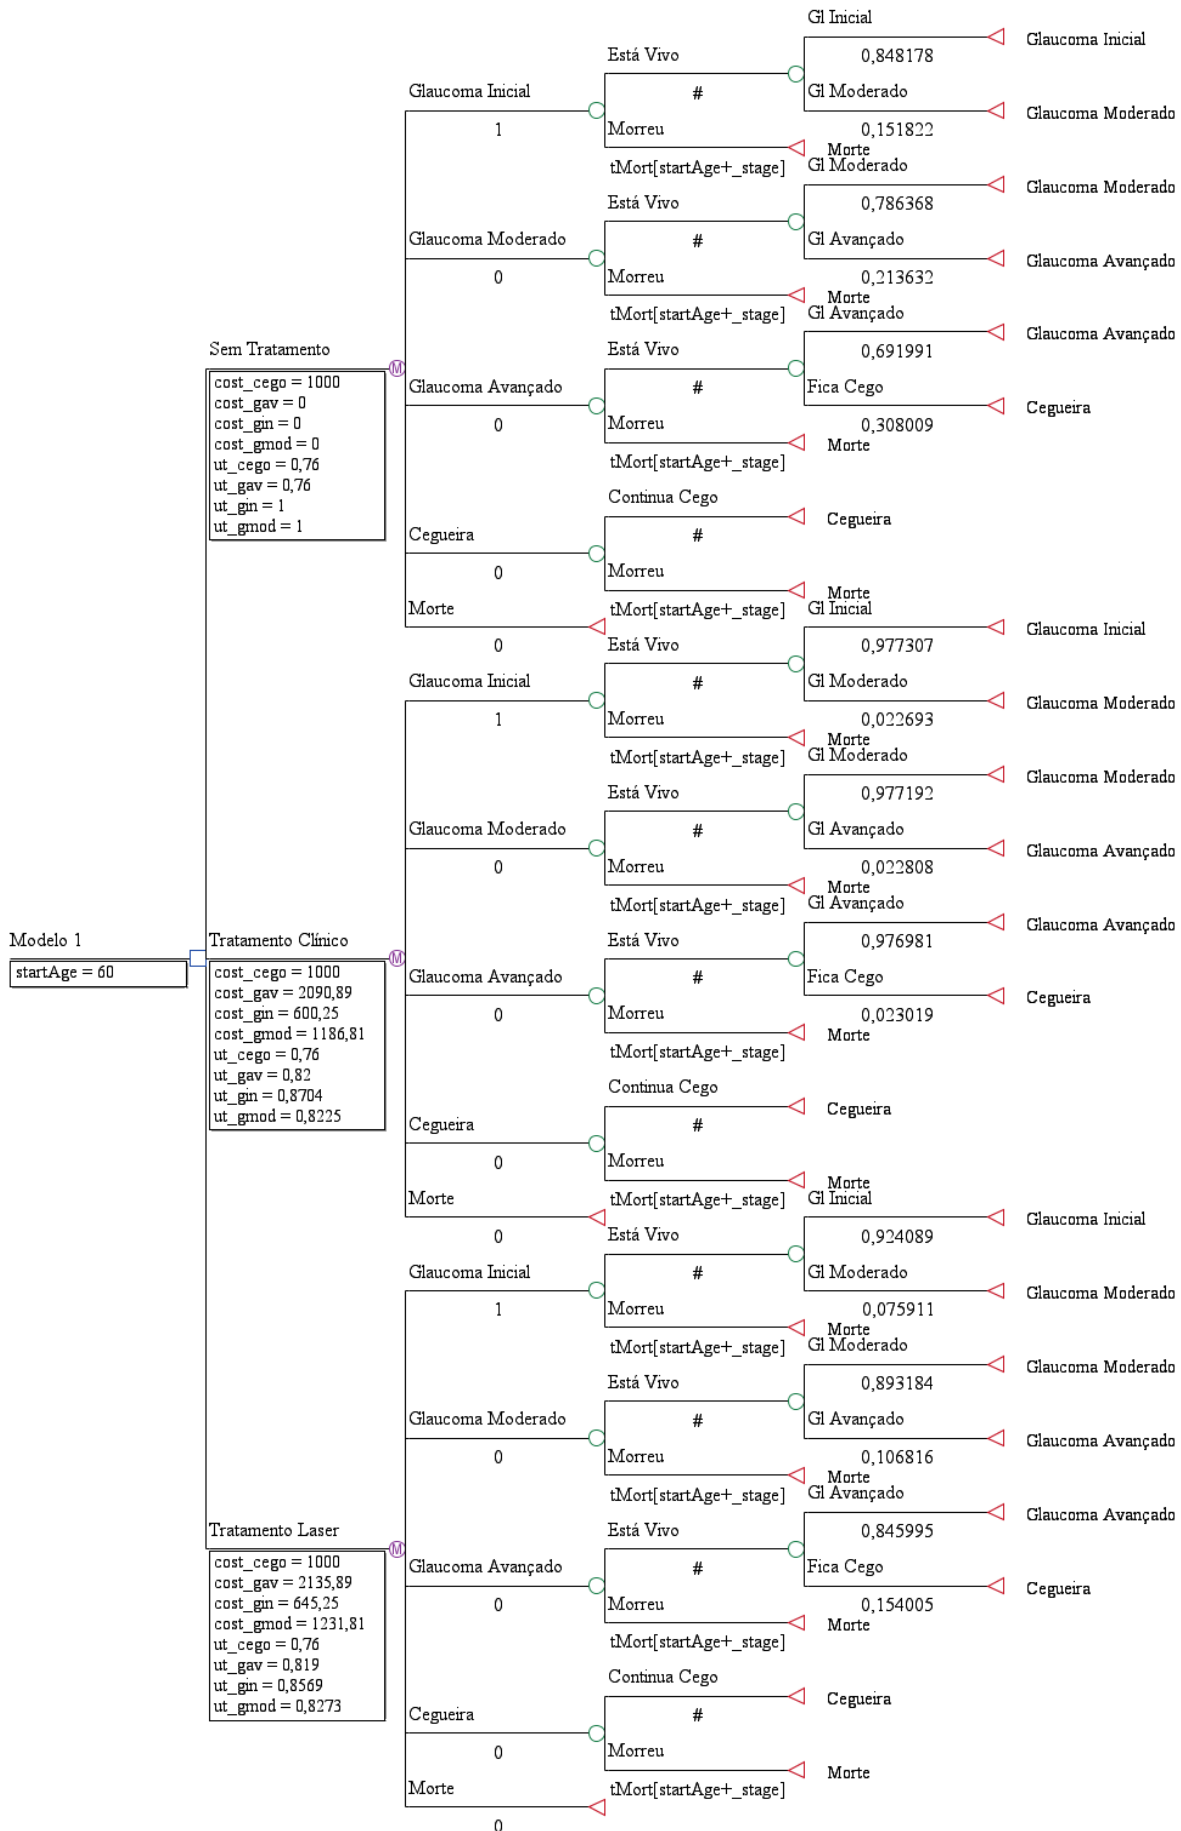 Modelo 1
startAge = 60
Sem Tratamento
cost_cego = 1000
cost_gav = 0
cost_gin = 0
cost_gmod = 0
ut_cego = 0,76
ut_gav = 0,76
ut_gin = 1
ut_gmod = 1
Glaucoma Inicial
1
Está Vivo
#
Gl Inicial
0,848178
Glaucoma Inicial
Gl Moderado
0,151822
Glaucoma Moderado
Morreu
tMort[startAge+_stage]
Morte
Glaucoma Moderado
0
Está Vivo
#
Gl Moderado
0,786368
Glaucoma Moderado
Gl Avançado
0,213632
Glaucoma Avançado
Morreu
tMort[startAge+_stage]
Morte
Glaucoma Avançado
0
Está Vivo
#
Gl Avançado
0,691991
Glaucoma Avançado
Fica Cego
0,308009
Cegueira
Morreu
tMort[startAge+_stage]
Morte
Cegueira
0
Continua Cego
#
Cegueira
Morreu
tMort[startAge+_stage]
Morte
Morte
0
Tratamento Clínico
cost_cego = 1000
cost_gav = 2090,89
cost_gin = 600,25
cost_gmod = 1186,81
ut_cego = 0,76
ut_gav = 0,82
ut_gin = 0,8704
ut_gmod = 0,8225
Glaucoma Inicial
1
Está Vivo
#
Gl Inicial
0,977307
Glaucoma Inicial
Gl Moderado
0,022693
Glaucoma Moderado
Morreu
tMort[startAge+_stage]
Morte
Glaucoma Moderado
0
Está Vivo
#
Gl Moderado
0,977192
Glaucoma Moderado
Gl Avançado
0,022808
Glaucoma Avançado
Morreu
tMort[startAge+_stage]
Morte
Glaucoma Avançado
0
Está Vivo
#
Gl Avançado
0,976981
Glaucoma Avançado
Fica Cego
0,023019
Cegueira
Morreu
tMort[startAge+_stage]
Morte
Cegueira
0
Continua Cego
#
Cegueira
Morreu
tMort[startAge+_stage]
Morte
Morte
0
Tratamento Laser
cost_cego = 1000
cost_gav = 2135,89
cost_gin = 645,25
cost_gmod = 1231,81
ut_cego = 0,76
ut_gav = 0,819
ut_gin = 0,8569
ut_gmod = 0,8273
Glaucoma Inicial
1
Está Vivo
#
Gl Inicial
0,924089
Glaucoma Inicial
Gl Moderado
0,075911
Glaucoma Moderado
Morreu
tMort[startAge+_stage]
Morte
Glaucoma Moderado
0
Está Vivo
#
Gl Moderado
0,893184
Glaucoma Moderado
Gl Avançado
0,106816
Glaucoma Avançado
Morreu
tMort[startAge+_stage]
Morte
Glaucoma Avançado
0
Está Vivo
#
Gl Avançado
0,845995
Glaucoma Avançado
Fica Cego
0,154005
Cegueira
Morreu
tMort[startAge+_stage]
Morte
Cegueira
0
Continua Cego
#
Cegueira
Morreu
tMort[startAge+_stage]
Morte
Morte
0